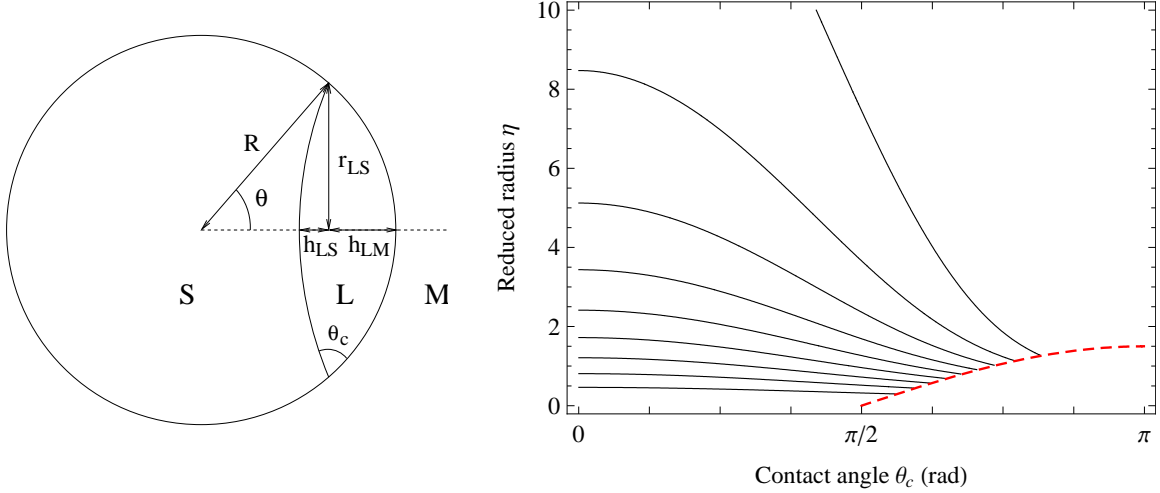 R
θ
r_LS
h_LS
h_LM
S
L
M
θ_c
Reduced radius η
10
8
6
4
2
0
0
π/2
π
Contact angle θ_c (rad)